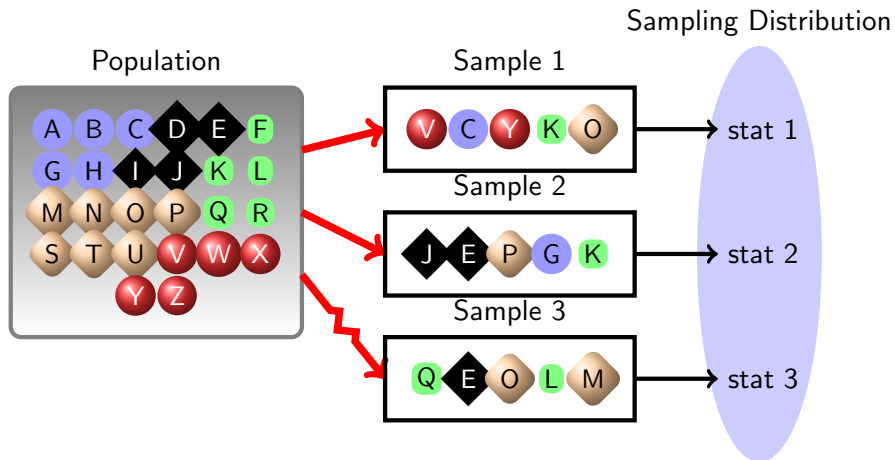 Sampling Distribution
Population
Sample 1
A B C D E F
G H I J K L
M N O P Q R
S T U V W X
Y Z
V C Y K O
stat 1
Sample 2
J E P G K
stat 2
Sample 3
Q E O L M
stat 3